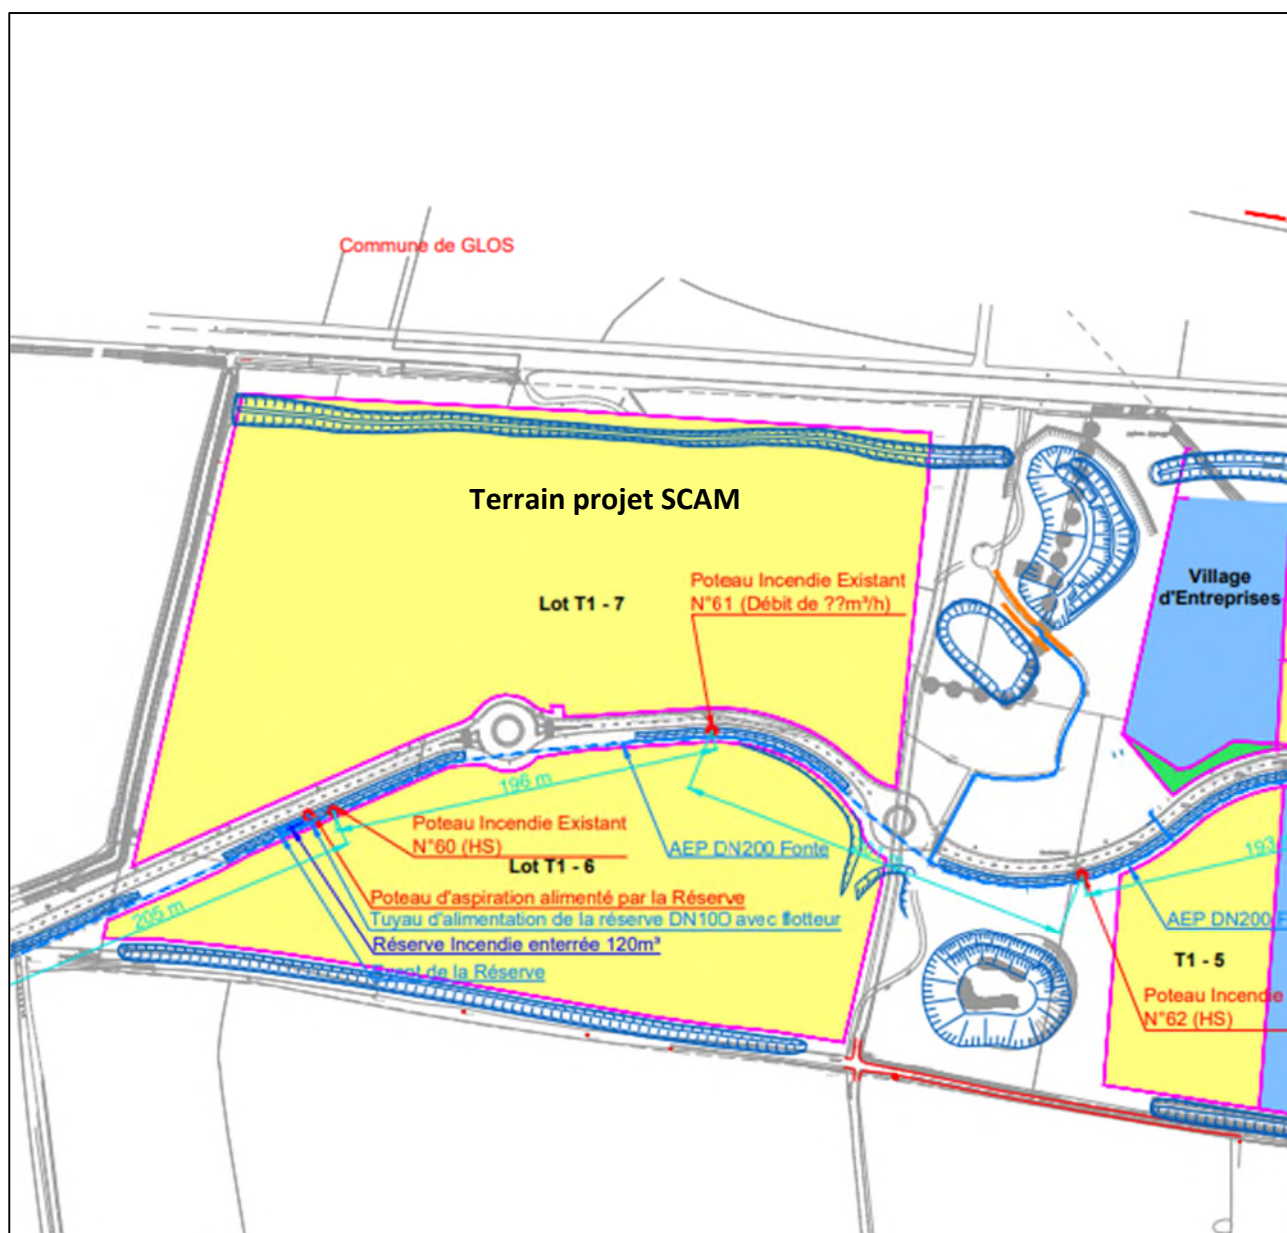 Commune de GLOS
Terrain projet SCAM
Poteau Incendie Existant
N°61 (Débit de ??m³/h)
Lot T1 - 7
Village
d'Entreprises
196 m
Poteau Incendie Existant
N°60 (HS)
AEP DN200 Fonte
Lot T1 - 6
193
205 m
Poteau d'aspiration alimenté par la Réserve
Tuyau d'alimentation de la réserve DN100 avec flotteur
Réserve Incendie enterrée 120m³
de la Réserve
AEP DN200
T1 - 5
Poteau Incendie
N°62 (HS)